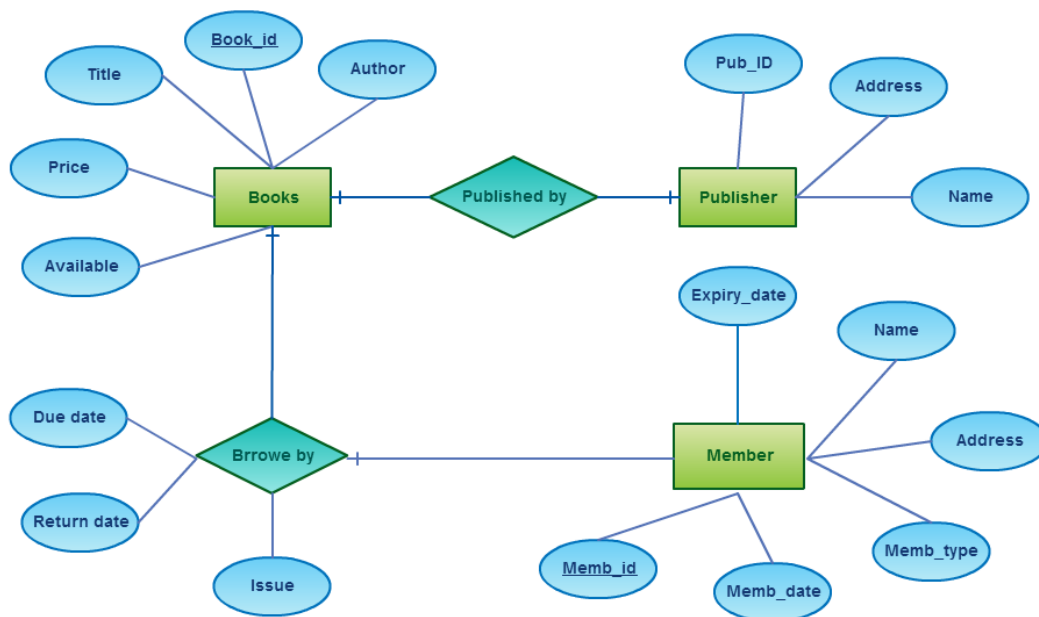 Book_id
Title
Author
Pub_ID
Address
Price
Books
Published by
Publisher
Name
Available
Expiry_date
Name
Due date
Address
Brrowe by
Member
Return date
Memb_type
Issue
Memb_id
Memb_date